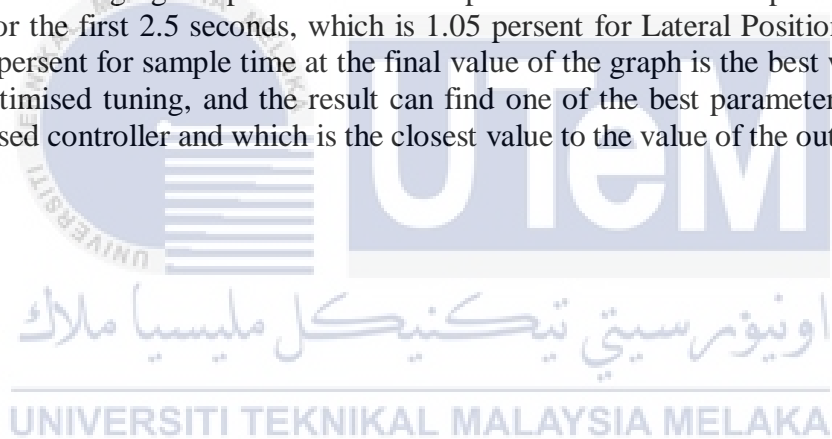 or the first 2.5 seconds, which is 1.05 persent for Lateral Position
persent for sample time at the final value of the graph is the best
timised tuning, and the result can find one of the best parameter
sed controller and which is the closest value to the value of the out
UTeM
اونيۏرسيتي تيكنيكل مليسيا ملاك
UNIVERSITI TEKNIKAL MALAYSIA MELAKA